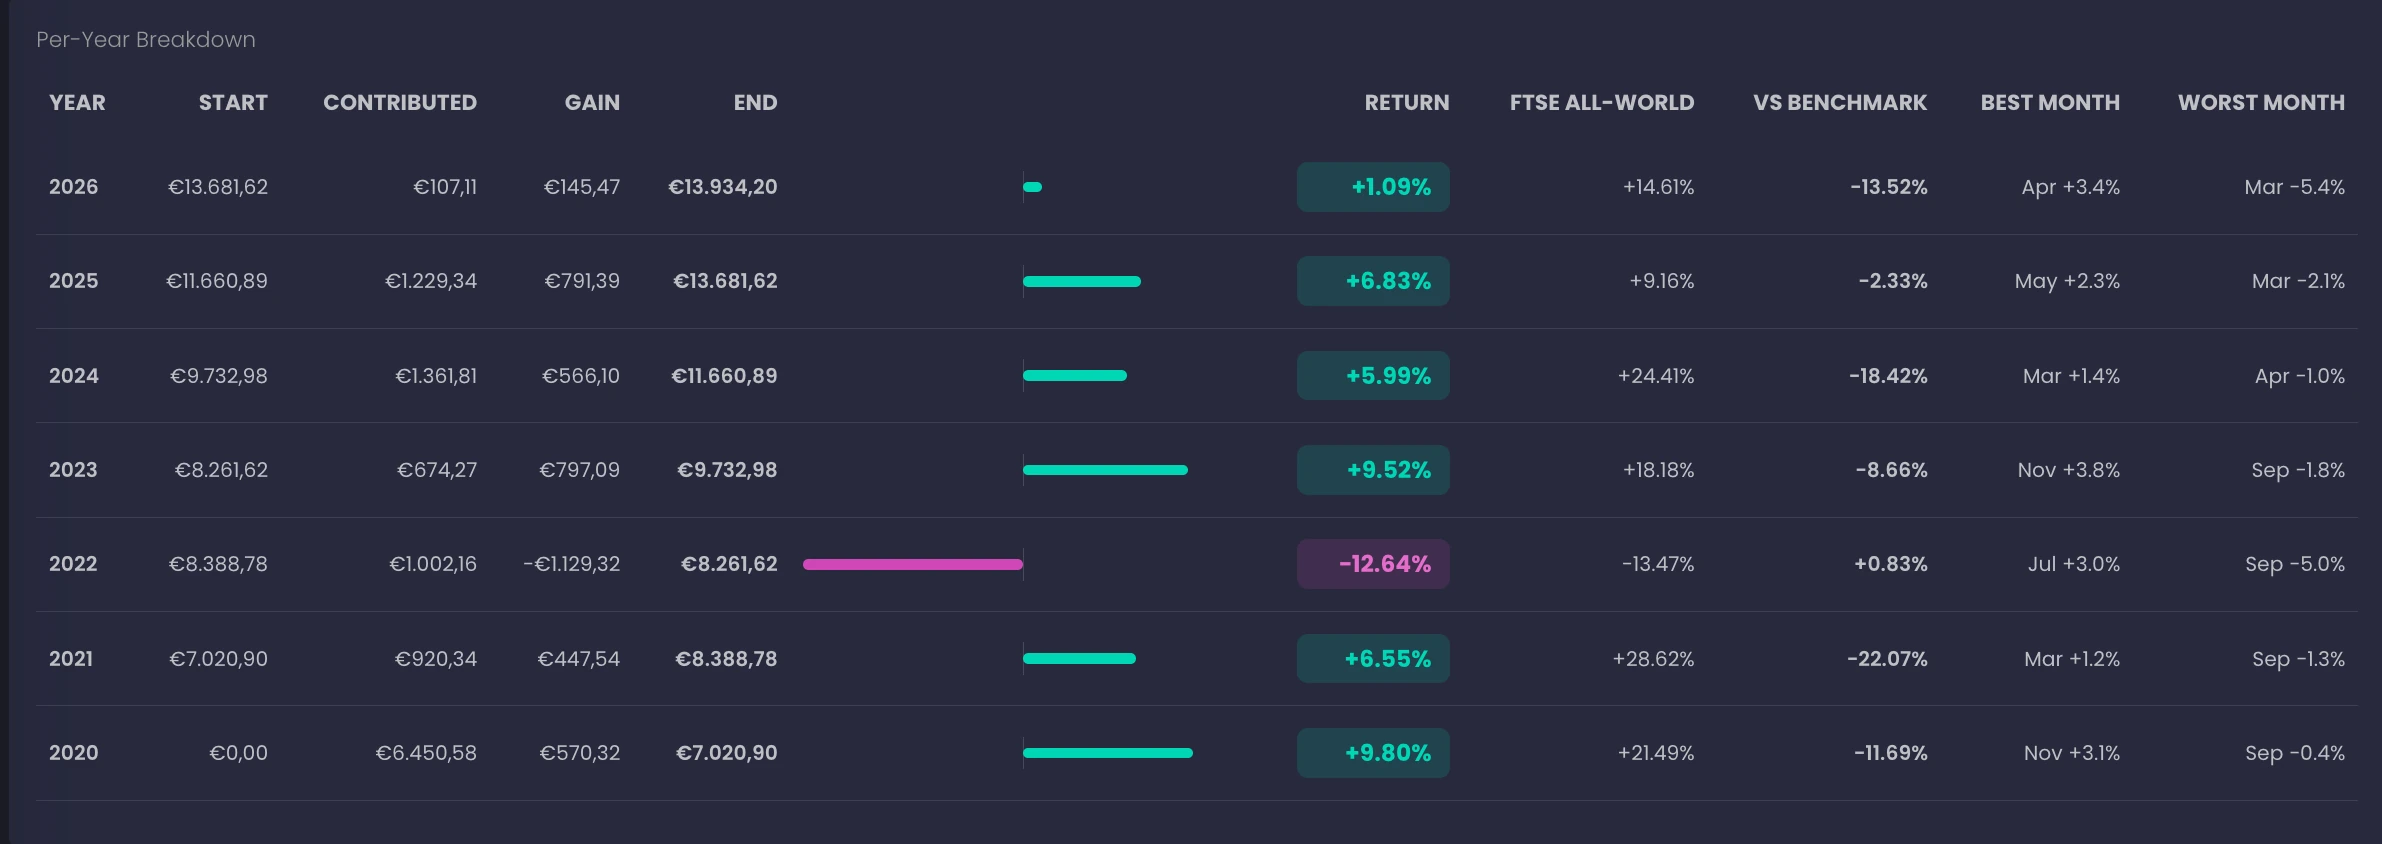 Per-Year Breakdown
YEAR START CONTRIBUTED GAIN END RETURN FTSE ALL-WORLD VS BENCHMARK BEST MONTH WORST MONTH
2026 €13.681,62 €107,11 €145,47 €13.934,20 +1.09% +14.61% -13.52% Apr +3.4% Mar -5.4%
2025 €11.660,89 €1.229,34 €791,39 €13.681,62 +6.83% +9.16% -2.33% May +2.3% Mar -2.1%
2024 €9.732,98 €1.361,81 €566,10 €11.660,89 +5.99% +24.41% -18.42% Mar +1.4% Apr -1.0%
2023 €8.261,62 €674,27 €797,09 €9.732,98 +9.52% +18.18% -8.66% Nov +3.8% Sep -1.8%
2022 €8.388,78 €1.002,16 -€1.129,32 €8.261,62 -12.64% -13.47% +0.83% Jul +3.0% Sep -5.0%
2021 €7.020,90 €920,34 €447,54 €8.388,78 +6.55% +28.62% -22.07% Mar +1.2% Sep -1.3%
2020 €0,00 €6.450,58 €570,32 €7.020,90 +9.80% +21.49% -11.69% Nov +3.1% Sep -0.4%